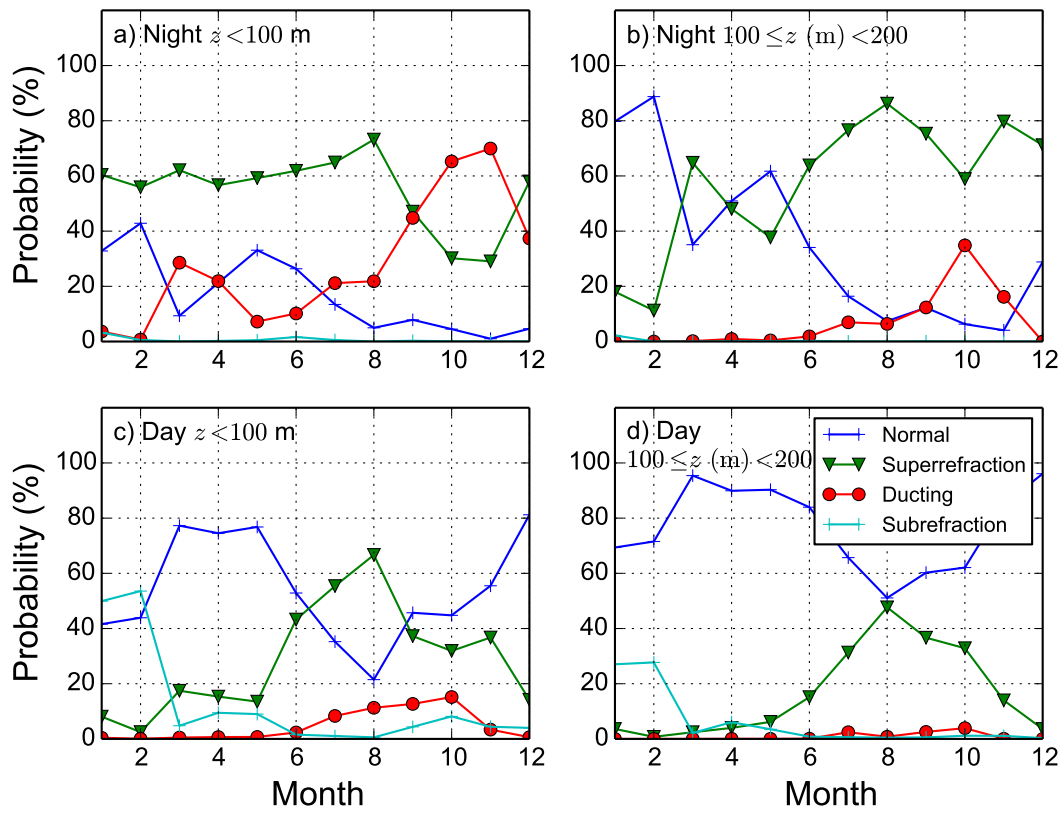 a) Night z <100 m
b) Night 100 ≤z (m) <200
Probability (%)
100
80
60
40
20
0
2 4 6 8 10 12
100
80
60
40
20
0
2 4 6 8 10 12
c) Day z <100 m
d) Day
100 ≤z (m) <200
Normal
Superrefraction
Ducting
Subrefraction
Probability (%)
100
80
60
40
20
0
2 4 6 8 10 12
Month
100
80
60
40
20
0
2 4 6 8 10 12
Month